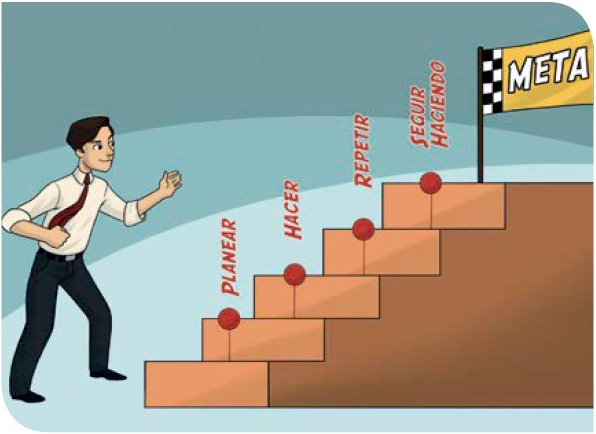 PLANEAR
HACER
REPETIR
SEGUIR
HACIENDO
META